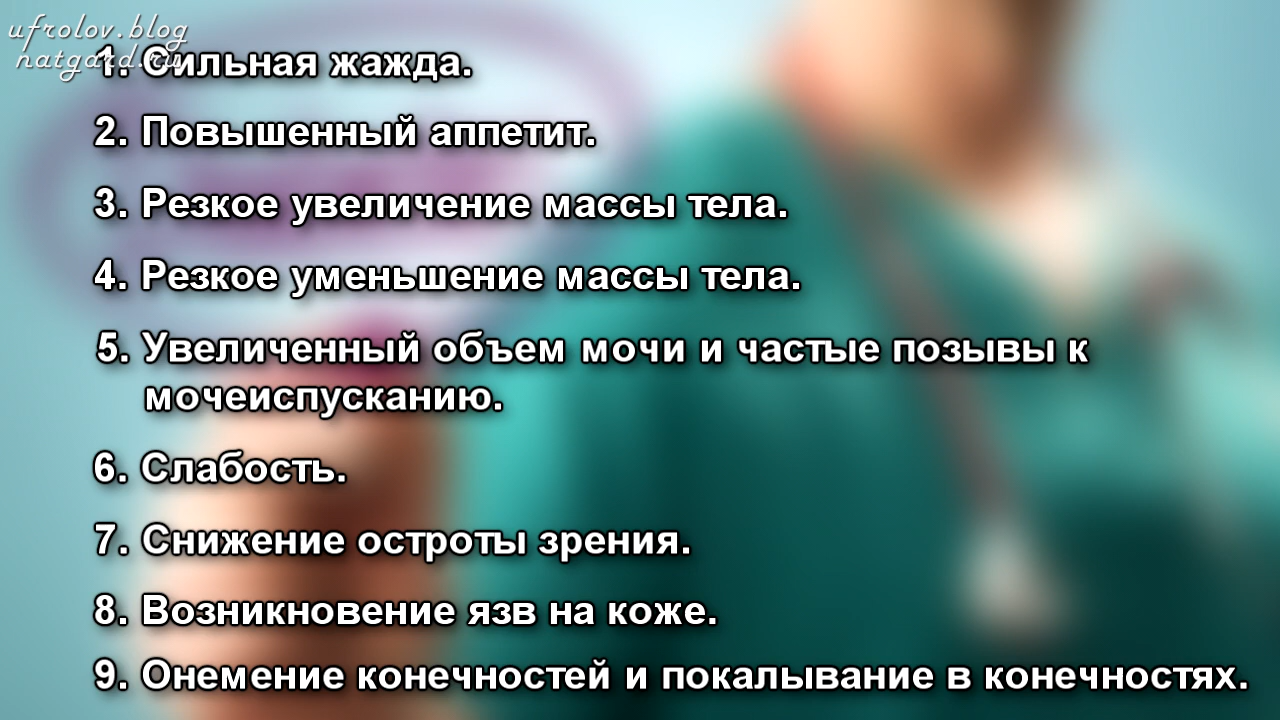 ufrolov.blog
natgard.ru
1. Сильная жажда.
2. Повышенный аппетит.
3. Резкое увеличение массы тела.
4. Резкое уменьшение массы тела.
5. Увеличенный объем мочи и частые позывы к
мочеиспусканию.
6. Слабость.
7. Снижение остроты зрения.
8. Возникновение язв на коже.
9. Онемение конечностей и покалывание в конечностях.